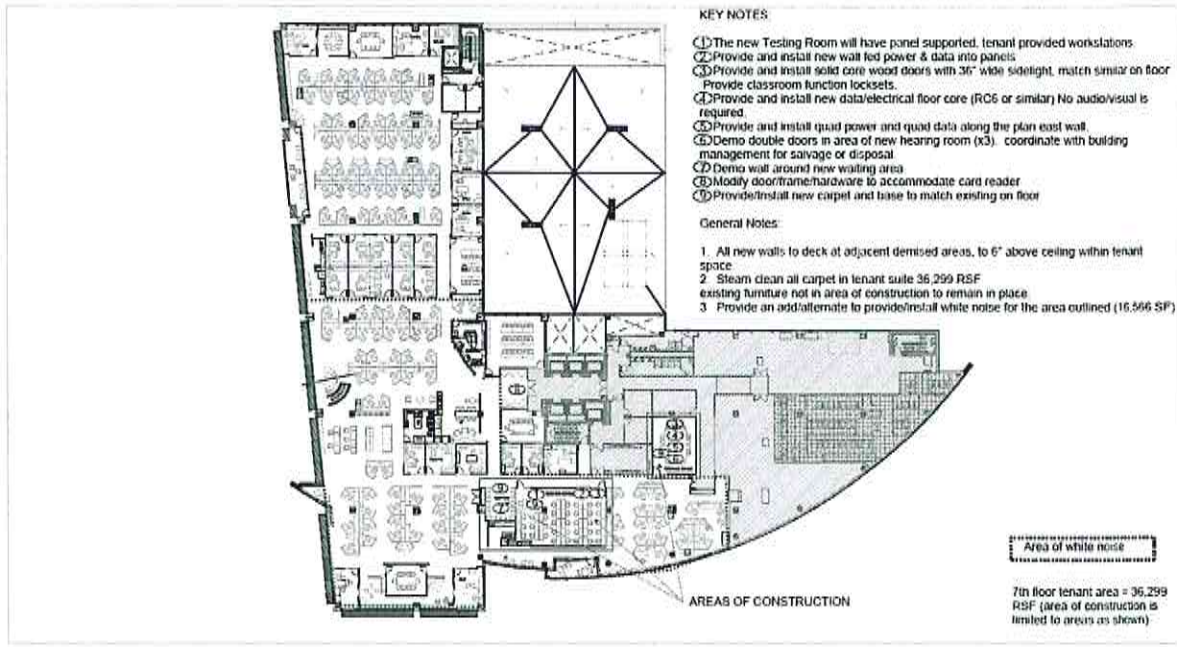 KEY NOTES:
① The new Testing Room will have panel supported, tenant provided workstations
② Provide and install new wall fed power & data into panels
③ Provide and install solid core wood doors with 36" wide sidelight, match similar on floor
Provide classroom function locksets.
④ Provide and install new data/electrical floor core (RC6 or similar) No audio/visual is
required.
⑤ Provide and install quad power and quad data along the plan east wall.
⑥ Demo double doors in area of new hearing room (x3). coordinate with building
management for salvage or disposal
⑦ Demo wall around new waiting area
⑧ Modify door/frame/hardware to accommodate card reader
⑨ Provide/install new carpet and base to match existing on floor
General Notes:
1. All new walls to deck at adjacent demised areas, to 6" above ceiling within tenant
space
2. Steam clean all carpet in tenant suite 36,299 RSF
existing furniture not in area of construction to remain in place
3. Provide an add/alternate to provide/install white noise for the area outlined (16,566 SF)
Area of white noise
AREAS OF CONSTRUCTION
7th floor tenant area = 36,299
RSF (area of construction is
limited to areas as shown)